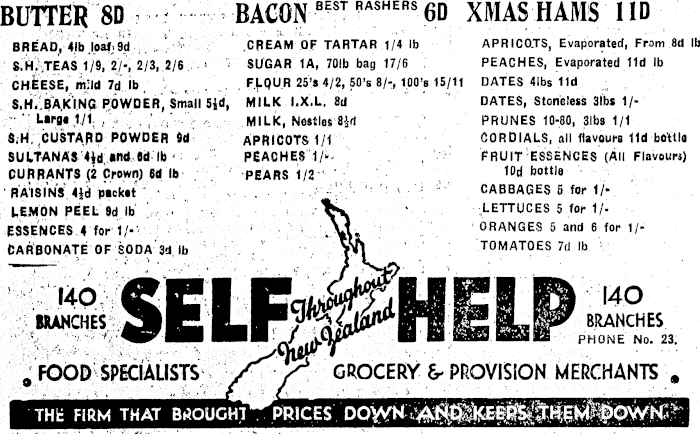 BUTTER 8D
BREAD, 4lb loaf 9d
S.H. TEAS 1/9, 2/-, 2/3, 2/6
CHEESE, mild 7d lb
S.H. BAKING POWDER, Small 5½d,
Large 1/1
S.H. CUSTARD POWDER 9d
SULTANAS 4½d and 6d lb
CURRANTS (2 Crown) 6d lb
RAISINS 4½d packet
LEMON PEEL 9d lb
ESSENCES 4 for 1/-
CARBONATE OF SODA 3d lb
BACON BEST RASHERS 6D
CREAM OF TARTAR 1/4 lb
SUGAR 1A, 70lb bag 17/6
FLOUR 25's 4/2, 50's 8/-, 100's 15/11
MILK I.X.L. 8d
MILK, Nestles 8½d
APRICOTS 1/1
PEACHES 1/-
PEARS 1/2
XMAS HAMS 11D
APRICOTS, Evaporated, From 8d lb
PEACHES, Evaporated 11d lb
DATES 4lbs 11d
DATES, Stoneless 3lbs 1/-
PRUNES 10-80, 3lbs 1/1
CORDIALS, all flavours 11d bottle
FRUIT ESSENCES (All Flavours)
10d bottle
CABBAGES 5 for 1/-
LETTUCES 5 for 1/-
ORANGES 5 and 6 for 1/-
TOMATOES 7d lb
140
BRANCHES
SELF
Throughout
New Zealand
HELP
140
BRANCHES
PHONE No. 23.
FOOD SPECIALISTS
GROCERY & PROVISION MERCHANTS
THE FIRM THAT BROUGHT PRICES DOWN AND KEEPS THEM DOWN